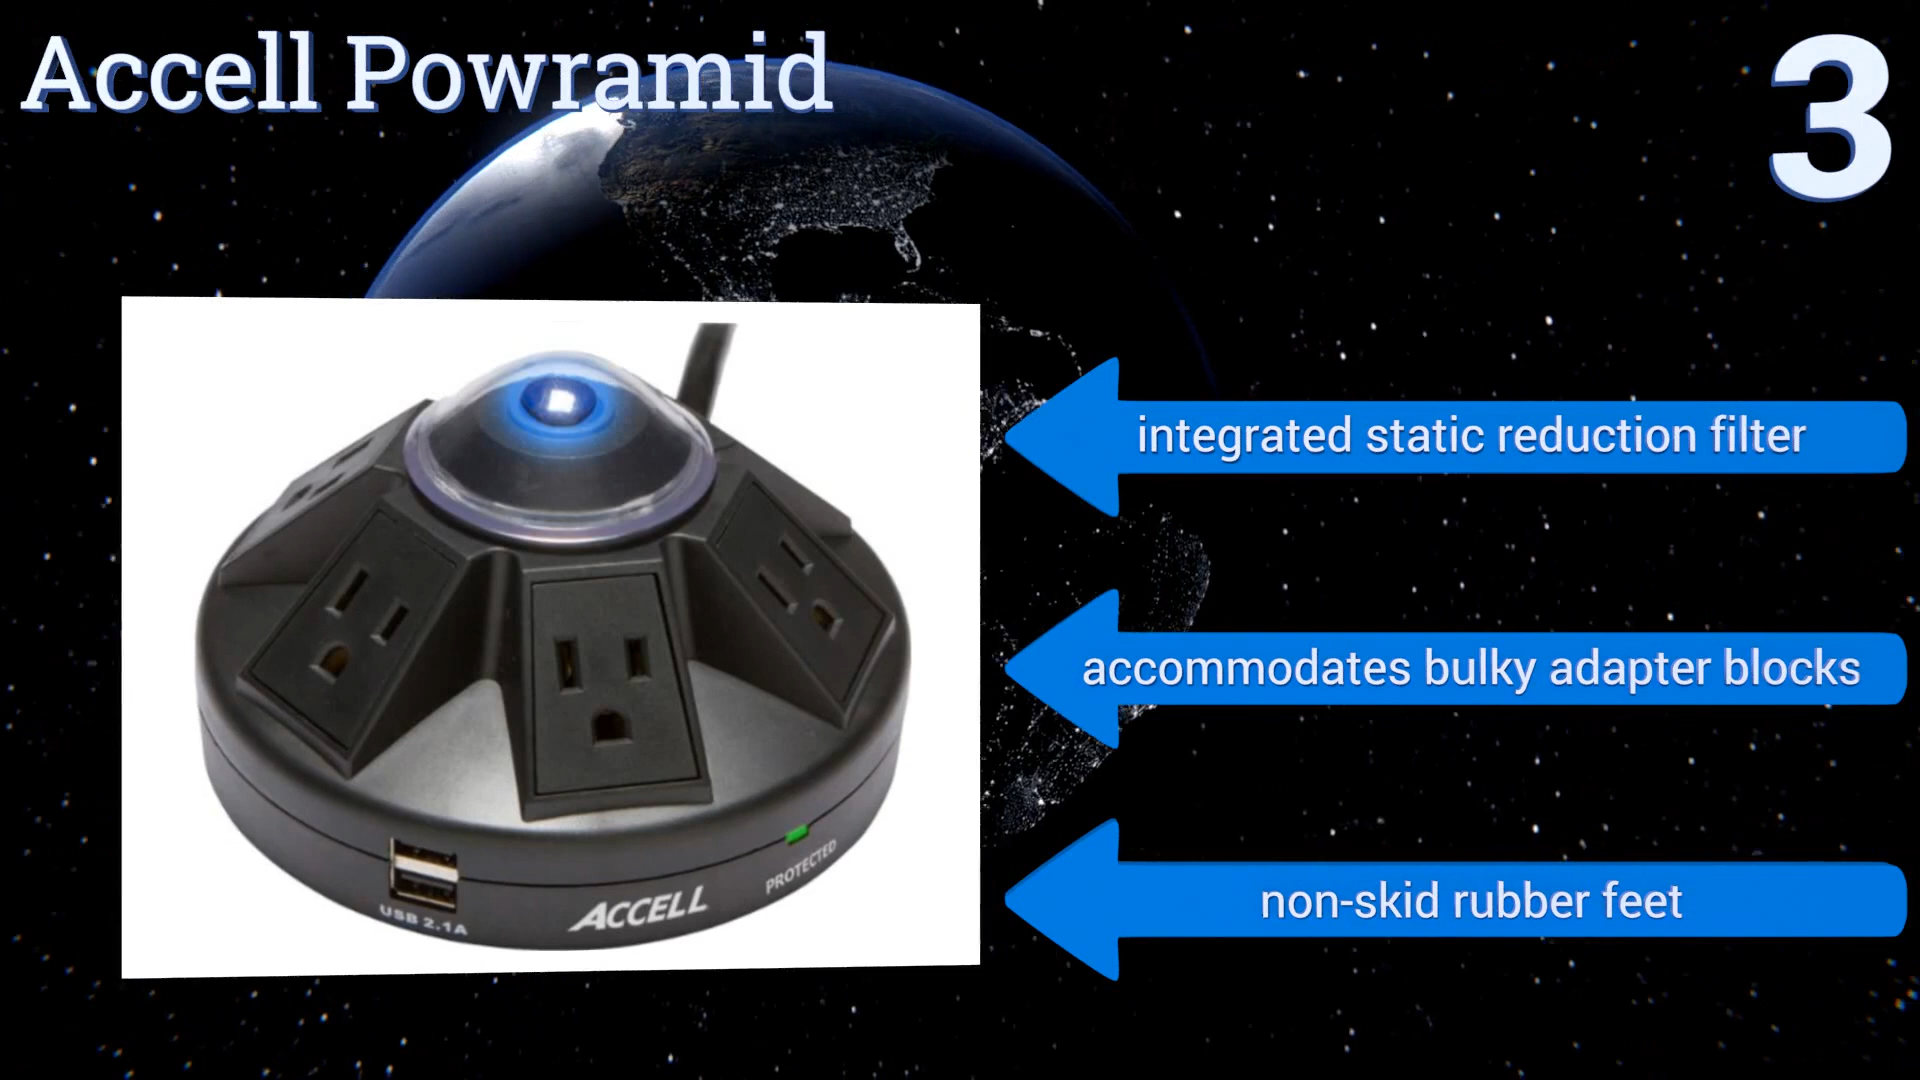 Accell Powramid
3
integrated static reduction filter
accommodates bulky adapter blocks
non-skid rubber feet
USB 2.1A
ACCELL
PROTECTED